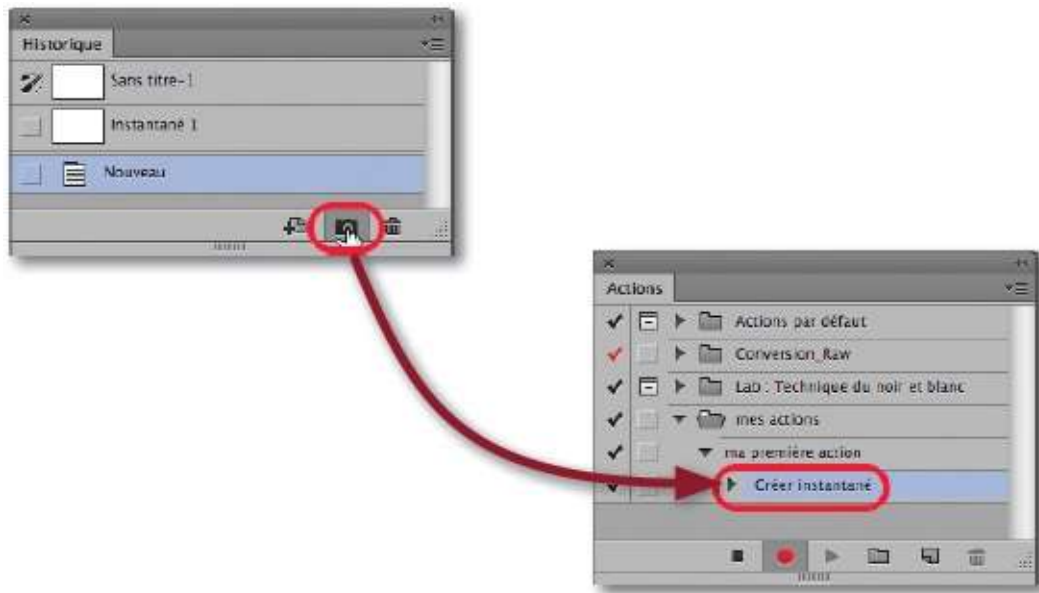 Historique
Sans titre-1
Instantané 1
Nouveau
Actions
Actions par défaut
Conversion_Raw
Lab : Technique du noir et blanc
mes actions
ma première action
Créer instantané